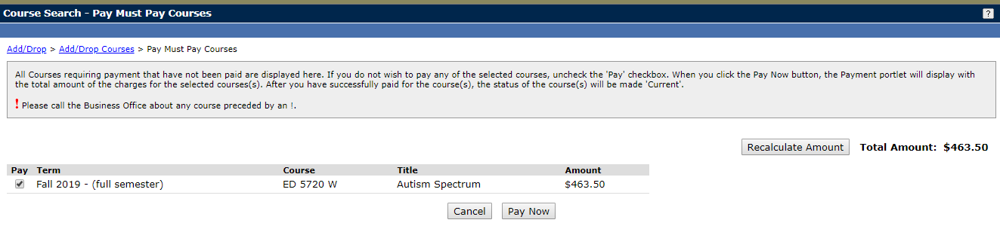 Course Search - Pay Must Pay Courses
?
Add/Drop > Add/Drop Courses > Pay Must Pay Courses
All Courses requiring payment that have not been paid are displayed here. If you do not wish to pay any of the selected courses, uncheck the 'Pay' checkbox. When you click the Pay Now button, the Payment portlet will display with
the total amount of the charges for the selected courses(s). After you have successfully paid for the course(s), the status of the course(s) will be made 'Current'.
! Please call the Business Office about any course preceded by an !.
Recalculate Amount Total Amount: $463.50
Pay Term Course Title Amount
Fall 2019 - (full semester) ED 5720 W Autism Spectrum $463.50
Cancel Pay Now